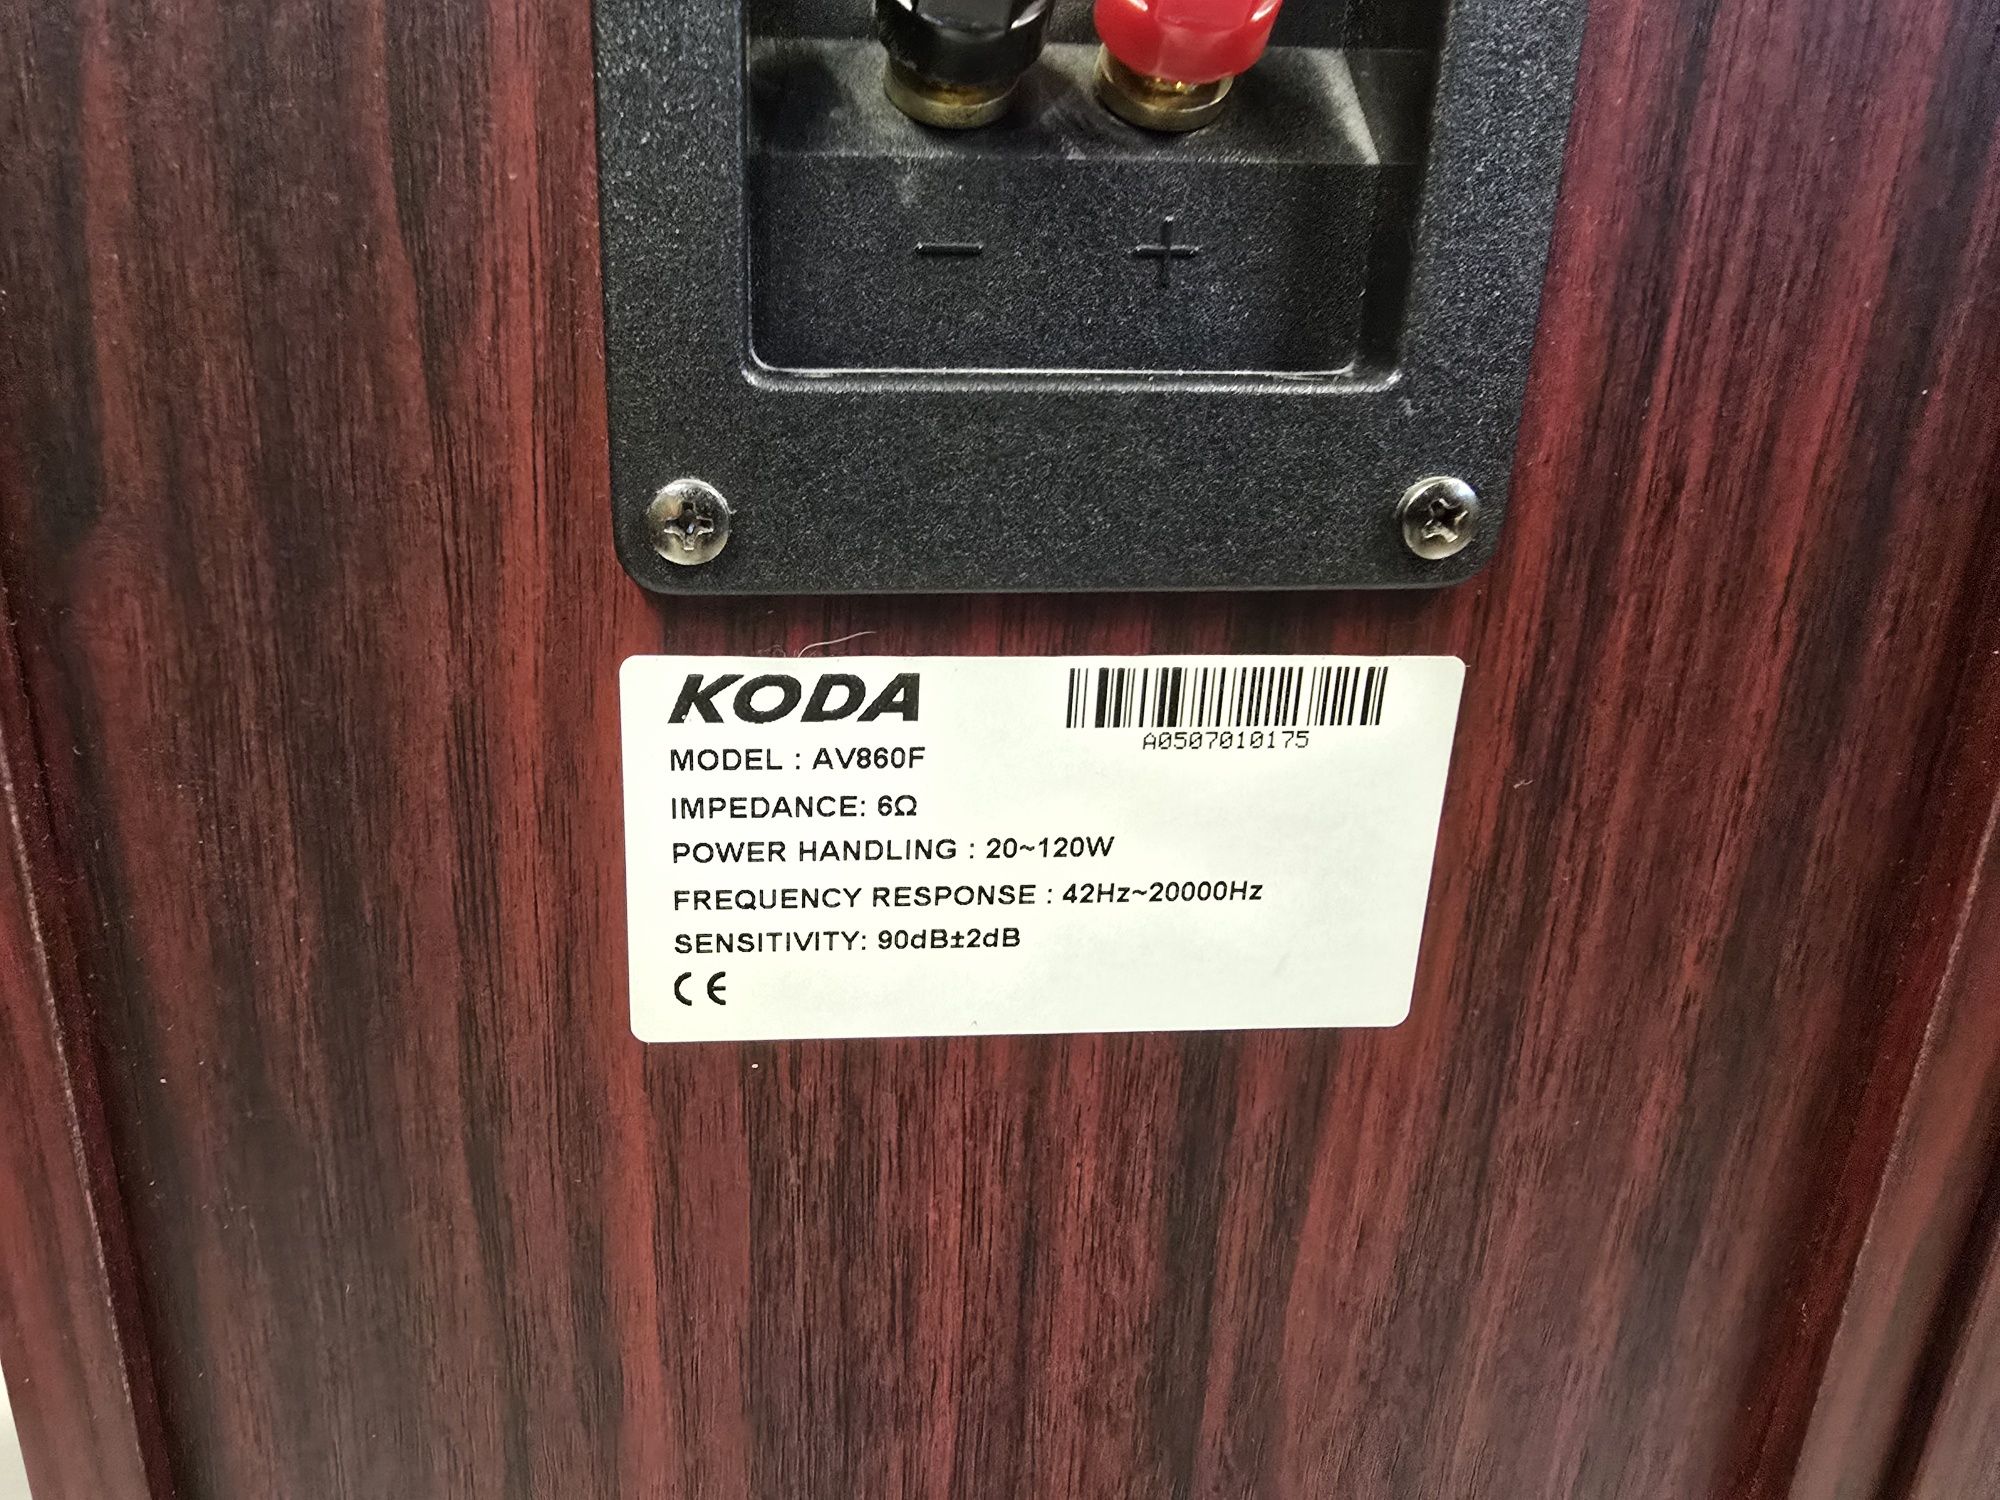 - +
KODA
A0507010175
MODEL : AV860F
IMPEDANCE: 6Ω
POWER HANDLING : 20~120W
FREQUENCY RESPONSE : 42Hz~20000Hz
SENSITIVITY: 90dB±2dB
CE